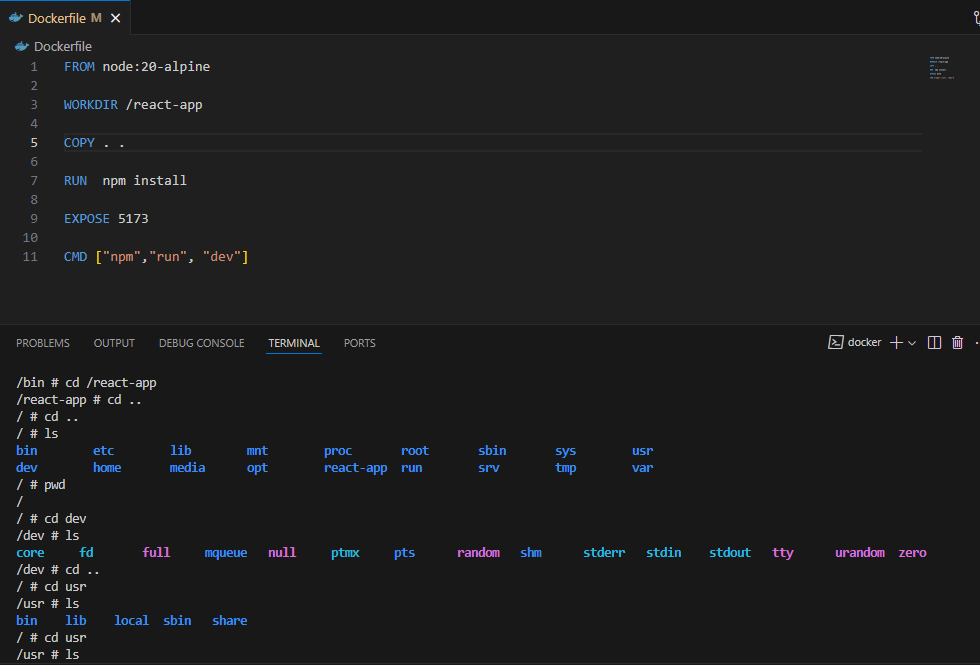 Dockerfile M
Dockerfile
1 FROM node:20-alpine
2
3 WORKDIR /react-app
4
5 COPY . .
6
7 RUN  npm install
8
9 EXPOSE 5173
10
11 CMD ["npm","run", "dev"]
PROBLEMS OUTPUT DEBUG CONSOLE TERMINAL PORTS docker
/bin # cd /react-app
/react-app # cd ..
/ # cd ..
/ # ls
bin etc lib mnt proc root sbin sys usr
dev home media opt react-app run srv tmp var
/ # pwd
/
/ # cd dev
/dev # ls
core fd full mqueue null ptmx pts random shm stderr stdin stdout tty urandom zero
/dev # cd ..
/ # cd usr
/usr # ls
bin lib local sbin share
/ # cd usr
/usr # ls